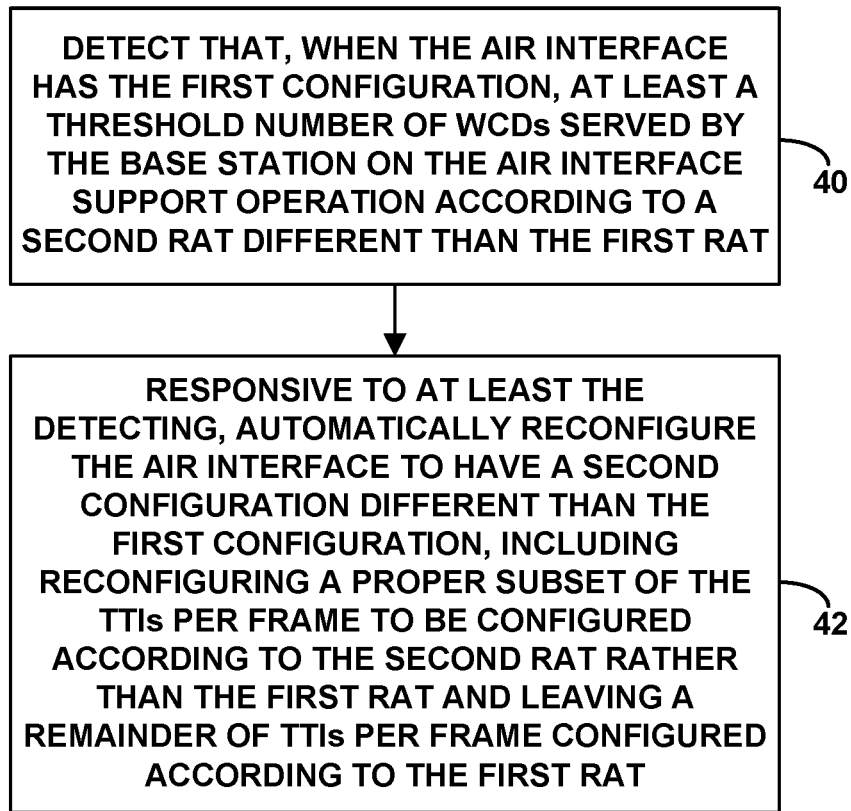 DETECT THAT, WHEN THE AIR INTERFACE
HAS THE FIRST CONFIGURATION, AT LEAST A
THRESHOLD NUMBER OF WCDs SERVED BY
THE BASE STATION ON THE AIR INTERFACE
SUPPORT OPERATION ACCORDING TO A
SECOND RAT DIFFERENT THAN THE FIRST RAT
40
RESPONSIVE TO AT LEAST THE
DETECTING, AUTOMATICALLY RECONFIGURE
THE AIR INTERFACE TO HAVE A SECOND
CONFIGURATION DIFFERENT THAN THE
FIRST CONFIGURATION, INCLUDING
RECONFIGURING A PROPER SUBSET OF THE
TTIs PER FRAME TO BE CONFIGURED
ACCORDING TO THE SECOND RAT RATHER
THAN THE FIRST RAT AND LEAVING A
REMAINDER OF TTIs PER FRAME CONFIGURED
ACCORDING TO THE FIRST RAT
42